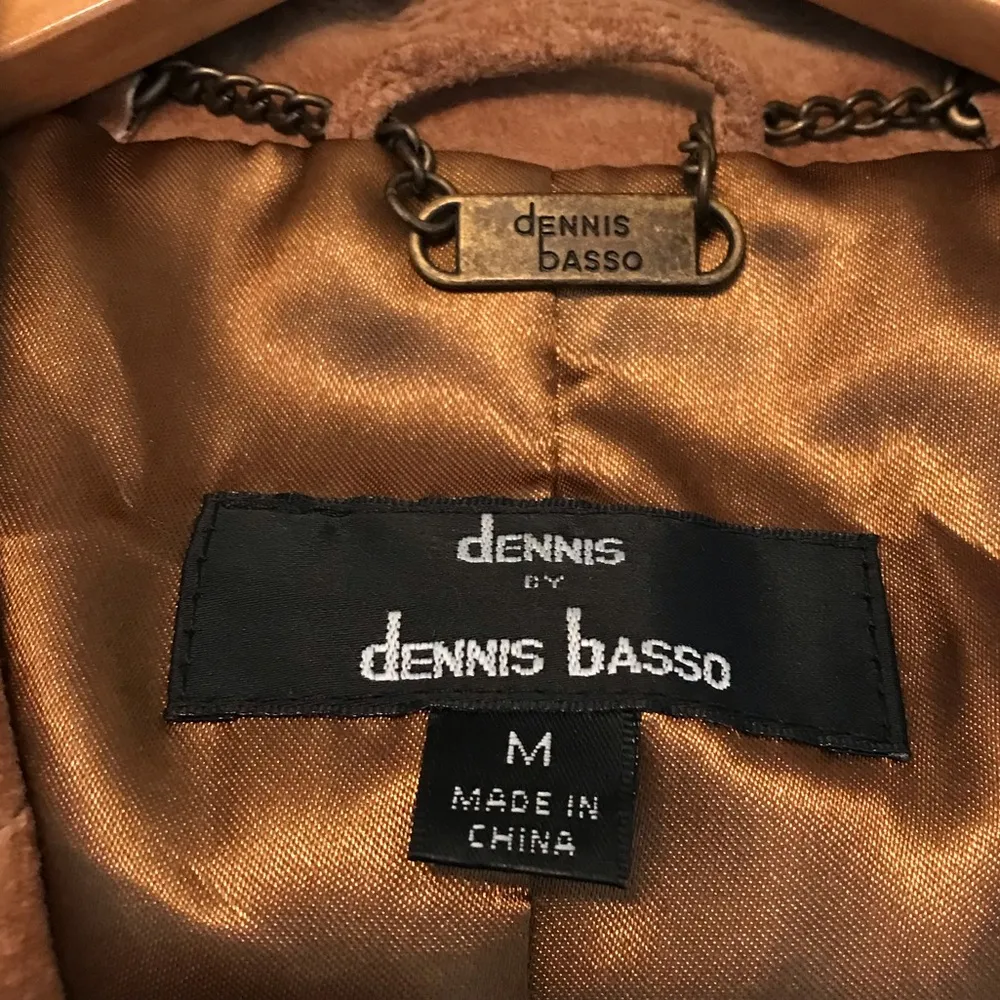 dENNIS
bASSO
dENNIS
BY
dENNIS bASSO
M
MADE IN
CHINA